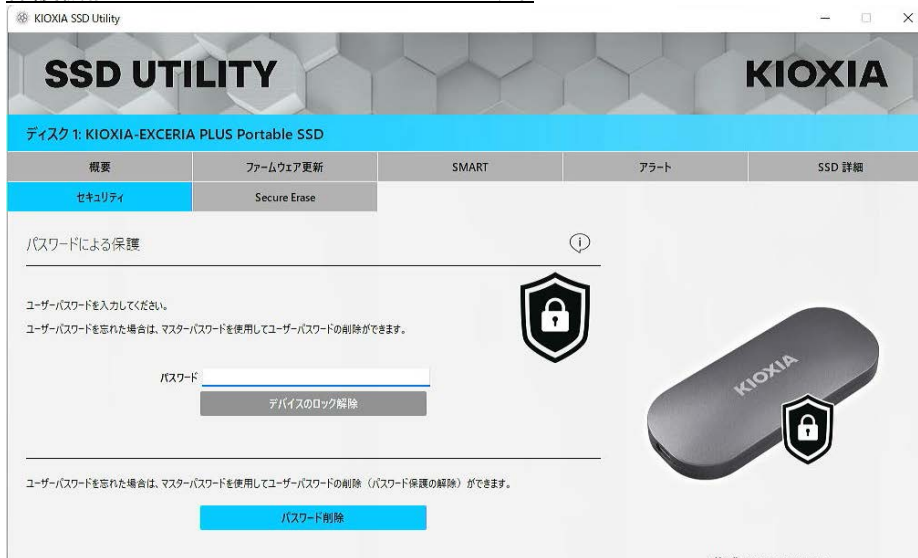 KIOXIA SSD Utility
SSD UTILITY
KIOXIA
ディスク 1: KIOXIA-EXCERIA PLUS Portable SSD
概要
ファームウェア更新
SMART
アラート
SSD 詳細
セキュリティ
Secure Erase
パスワードによる保護
ユーザーパスワードを入力してください。
ユーザーパスワードを忘れた場合は、マスターパスワードを使用してユーザーパスワードの削除ができます。
パスワード
デバイスのロック解除
KIOXIA
ユーザーパスワードを忘れた場合は、マスターパスワードを使用してユーザーパスワードの削除（パスワード保護の解除）ができます。
パスワード削除